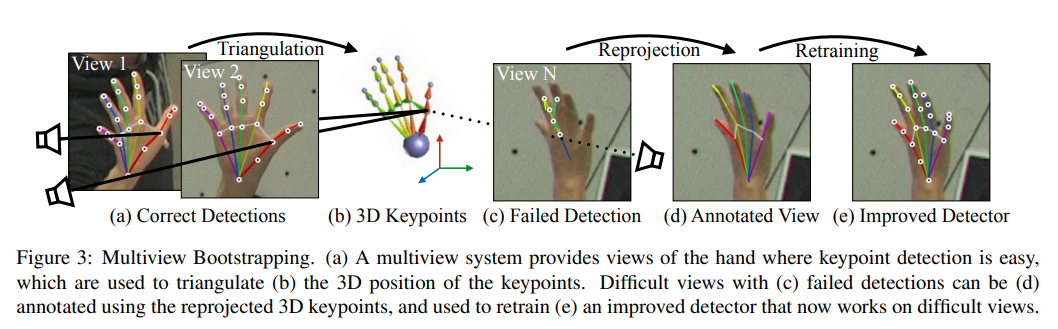 Triangulation
Reprojection
Retraining
View 1
View 2
View N
(a) Correct Detections
(b) 3D Keypoints
(c) Failed Detection
(d) Annotated View
(e) Improved Detector
Figure 3: Multiview Bootstrapping. (a) A multiview system provides views of the hand where keypoint detection is easy,
which are used to triangulate (b) the 3D position of the keypoints. Difficult views with (c) failed detections can be (d)
annotated using the reprojected 3D keypoints, and used to retrain (e) an improved detector that now works on difficult views.